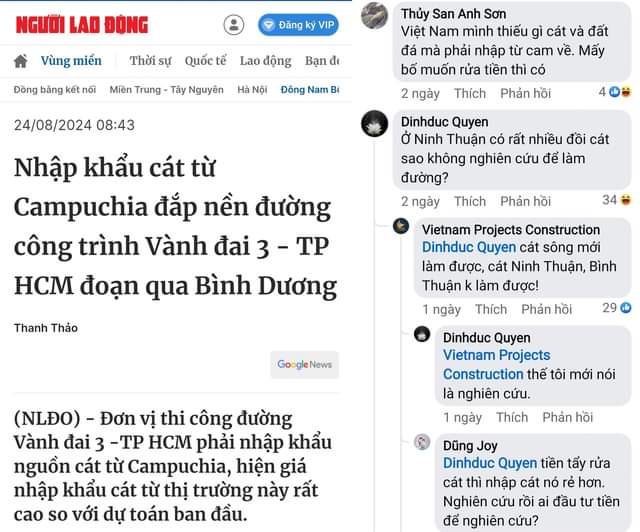 NGƯỜI LAO ĐỘNG
Đăng ký VIP
Vùng miền Thời sự Quốc tế Lao động Bạn đ
Đồng bằng kết nối Miền Trung - Tây Nguyên Hà Nội Đông Nam B
24/08/2024 08:43
Nhập khẩu cát từ
Campuchia đắp nền đường
công trình Vành đai 3 - TP
HCM đoạn qua Bình Dương
Thanh Thảo
Google News
(NLĐO) - Đơn vị thi công đường
Vành đai 3 -TP HCM phải nhập khẩu
nguồn cát từ Campuchia, hiện giá
nhập khẩu cát từ thị trường này rất
cao so với dự toán ban đầu.
Thủy San Anh Sơn
Việt Nam mình thiếu gì cát và đất
đá mà phải nhập từ cam về. Mấy
bố muốn rửa tiền thì có
2 ngày Thích Phản hồi 4
Dinhduc Quyen
Ở Ninh Thuận có rất nhiều đồi cát
sao không nghiên cứu để làm
đường?
2 ngày Thích Phản hồi 34
Vietnam Projects Construction
Dinhduc Quyen cát sông mới
làm được, cát Ninh Thuận, Bình
Thuận k làm được!
1 ngày Thích Phản hồi 29
Dinhduc Quyen
Vietnam Projects
Construction thế tôi mới nói
là nghiên cứu.
1 ngày Thích Phản hồi
Dũng Joy
Dinhduc Quyen tiền tẩy rửa
cát thì nhập cát nó rẻ hơn.
Nghiên cứu rồi ai đầu tư tiền
để nghiên cứu?